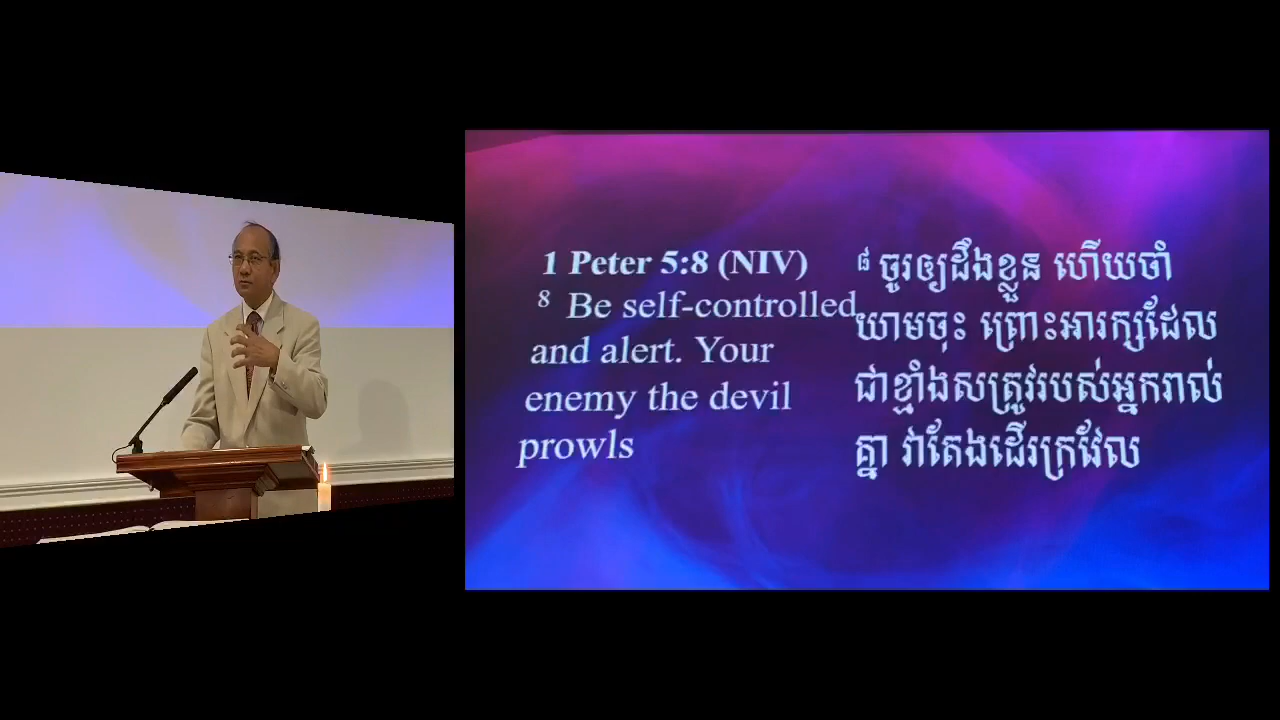 1 Peter 5:8 (NIV)
8 Be self-controlled
and alert. Your
enemy the devil
prowls
៨ ចូរឲ្យដឹងខ្លួន ហើយចាំ
យាមចុះ ព្រោះអារក្សដែល
ជាខ្មាំងសត្រូវរបស់អ្នករាល់
គ្នា វាតែងដើរក្រវែល